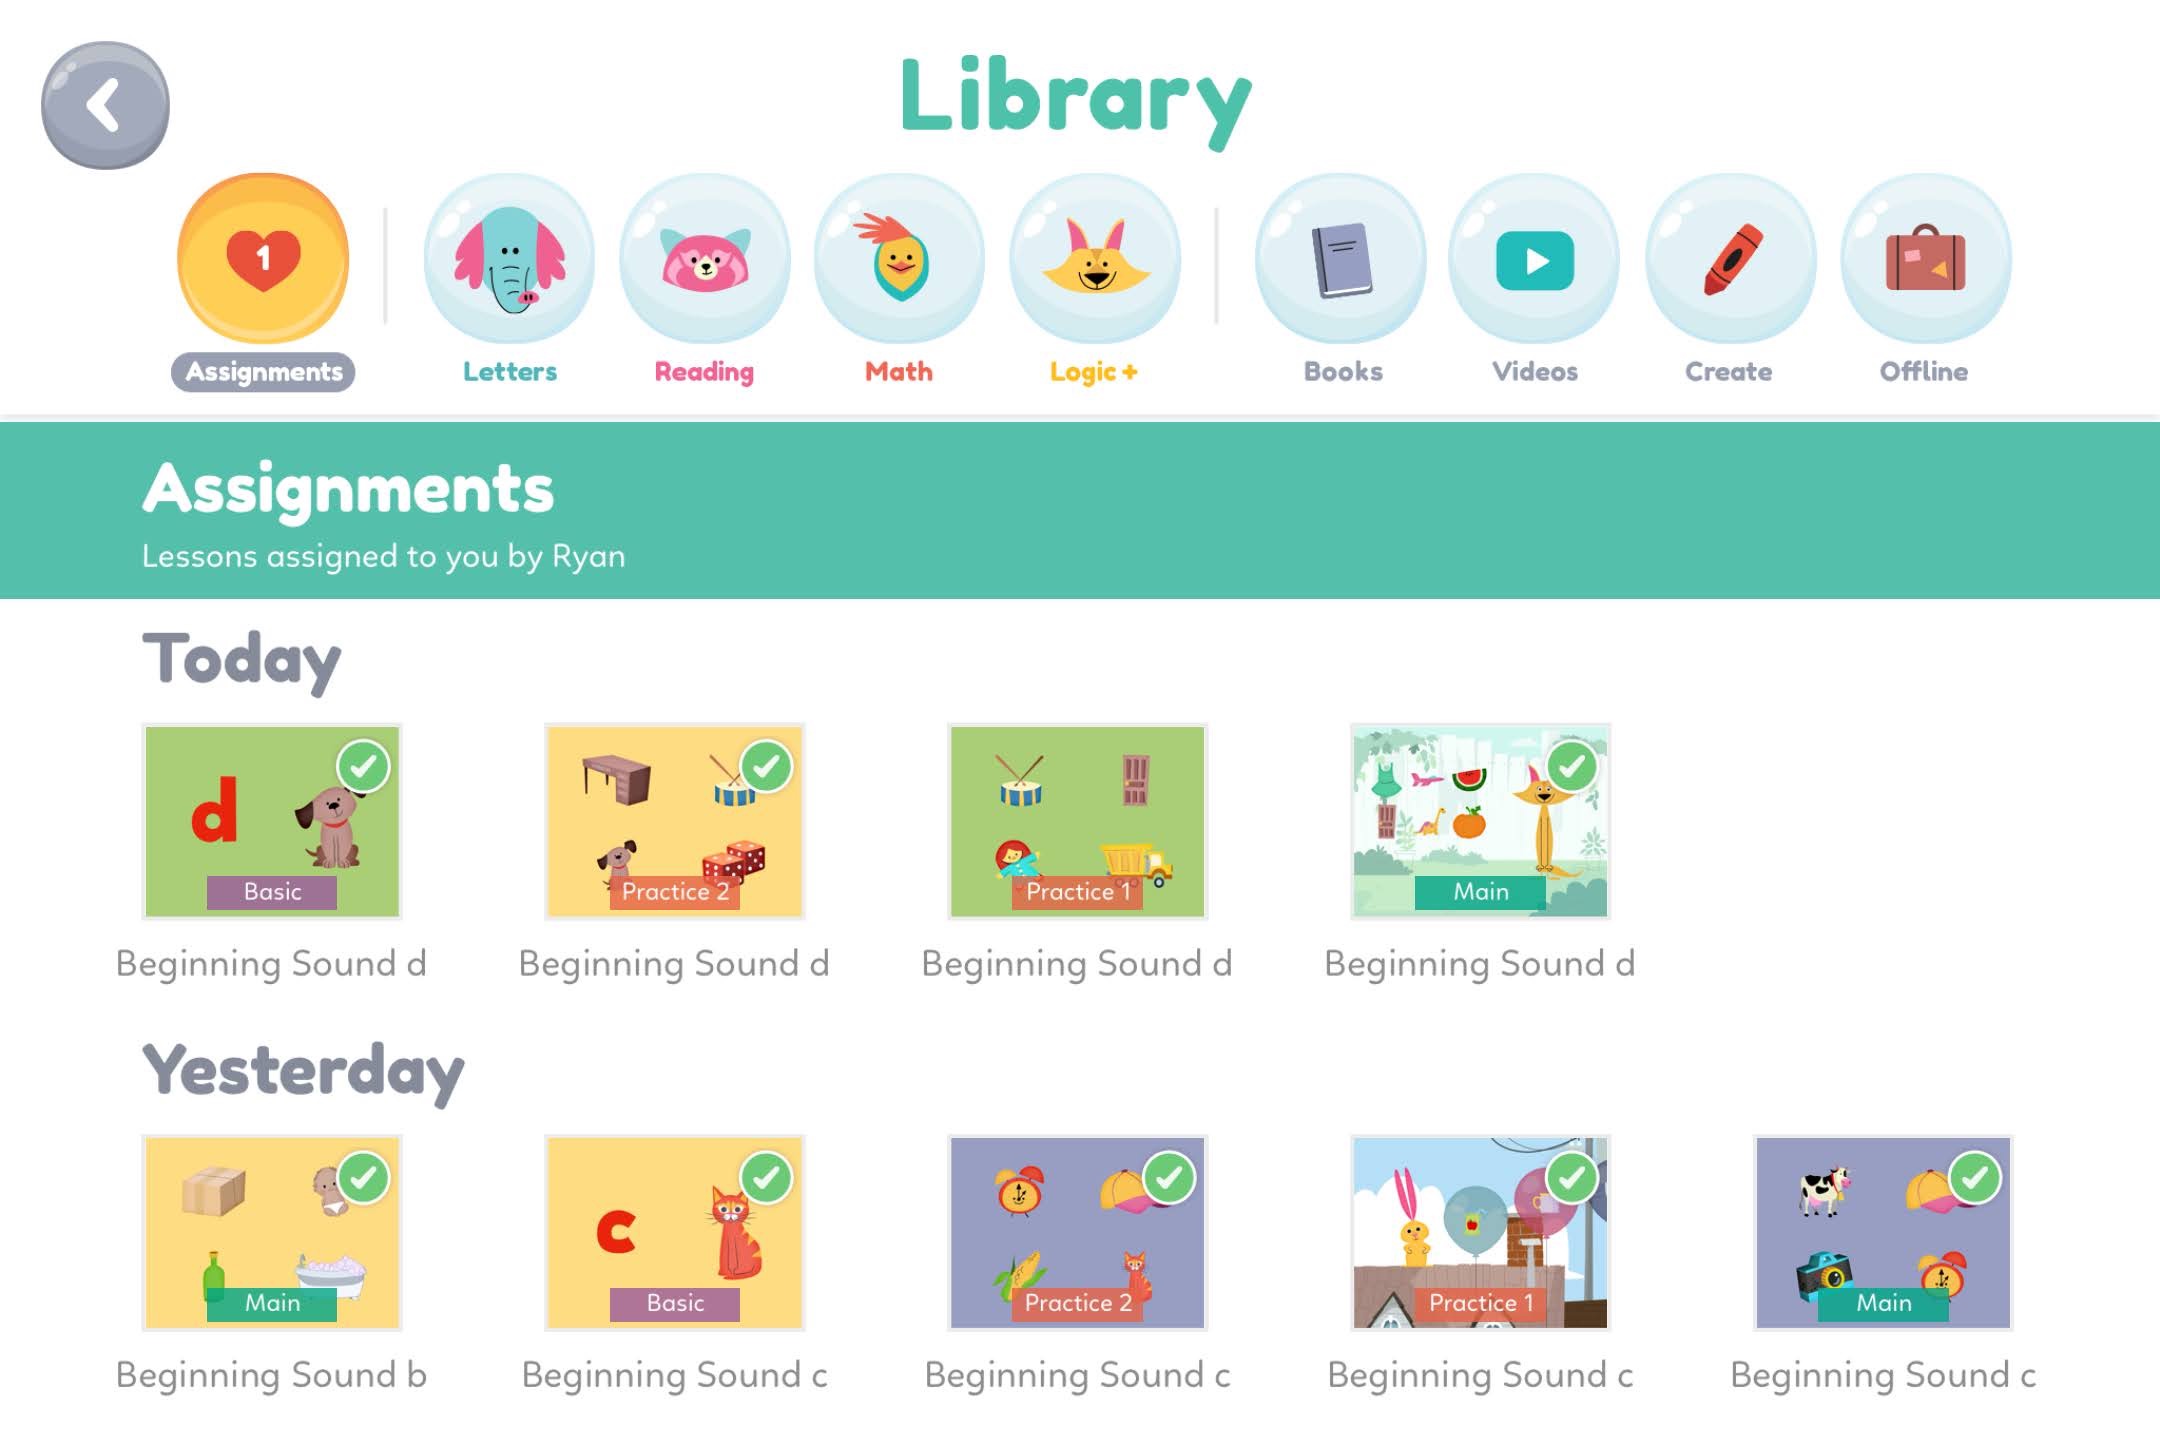 Library
1
Assignments
Letters
Reading
Math
Logic +
Books
Videos
Create
Offline
Assignments
Lessons assigned to you by Ryan
Today
d
Basic
Practice 2
Practice 1
Main
Beginning Sound d
Beginning Sound d
Beginning Sound d
Beginning Sound d
Yesterday
Main
c
Basic
Practice 2
Practice 1
Main
Beginning Sound b
Beginning Sound c
Beginning Sound c
Beginning Sound c
Beginning Sound c